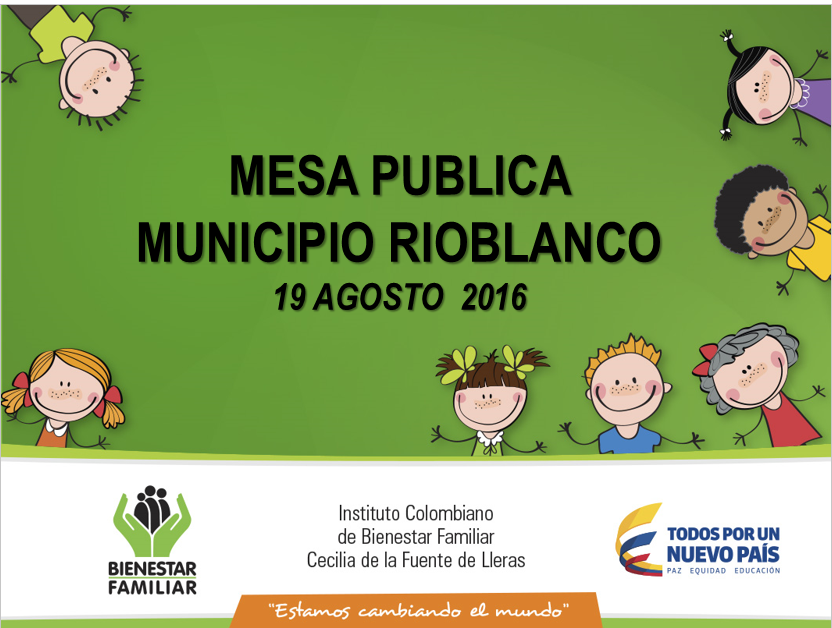 MESA PUBLICA
MUNICIPIO RIOBLANCO
19 AGOSTO 2016
Instituto Colombiano
de Bienestar Familiar
Cecilia de la Fuente de Lleras
BIENESTAR
FAMILIAR
TODOS POR UN
NUEVO PAÍS
PAZ EQUIDAD EDUCACIÓN
"Estamos cambiando el mundo"